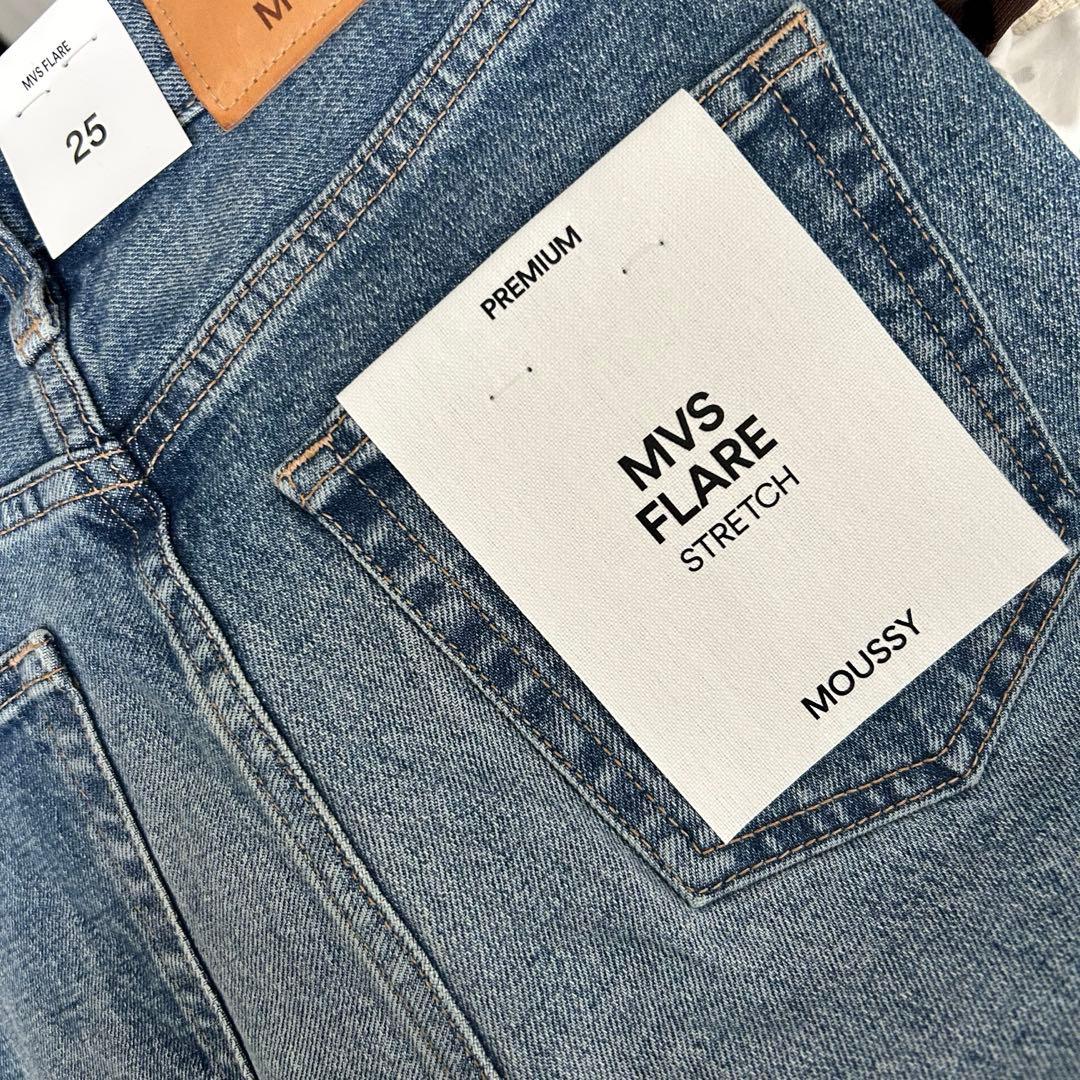 MVS FLARE
25
M
PREMIUM
MVS
FLARE
STRETCH
MOUSSY